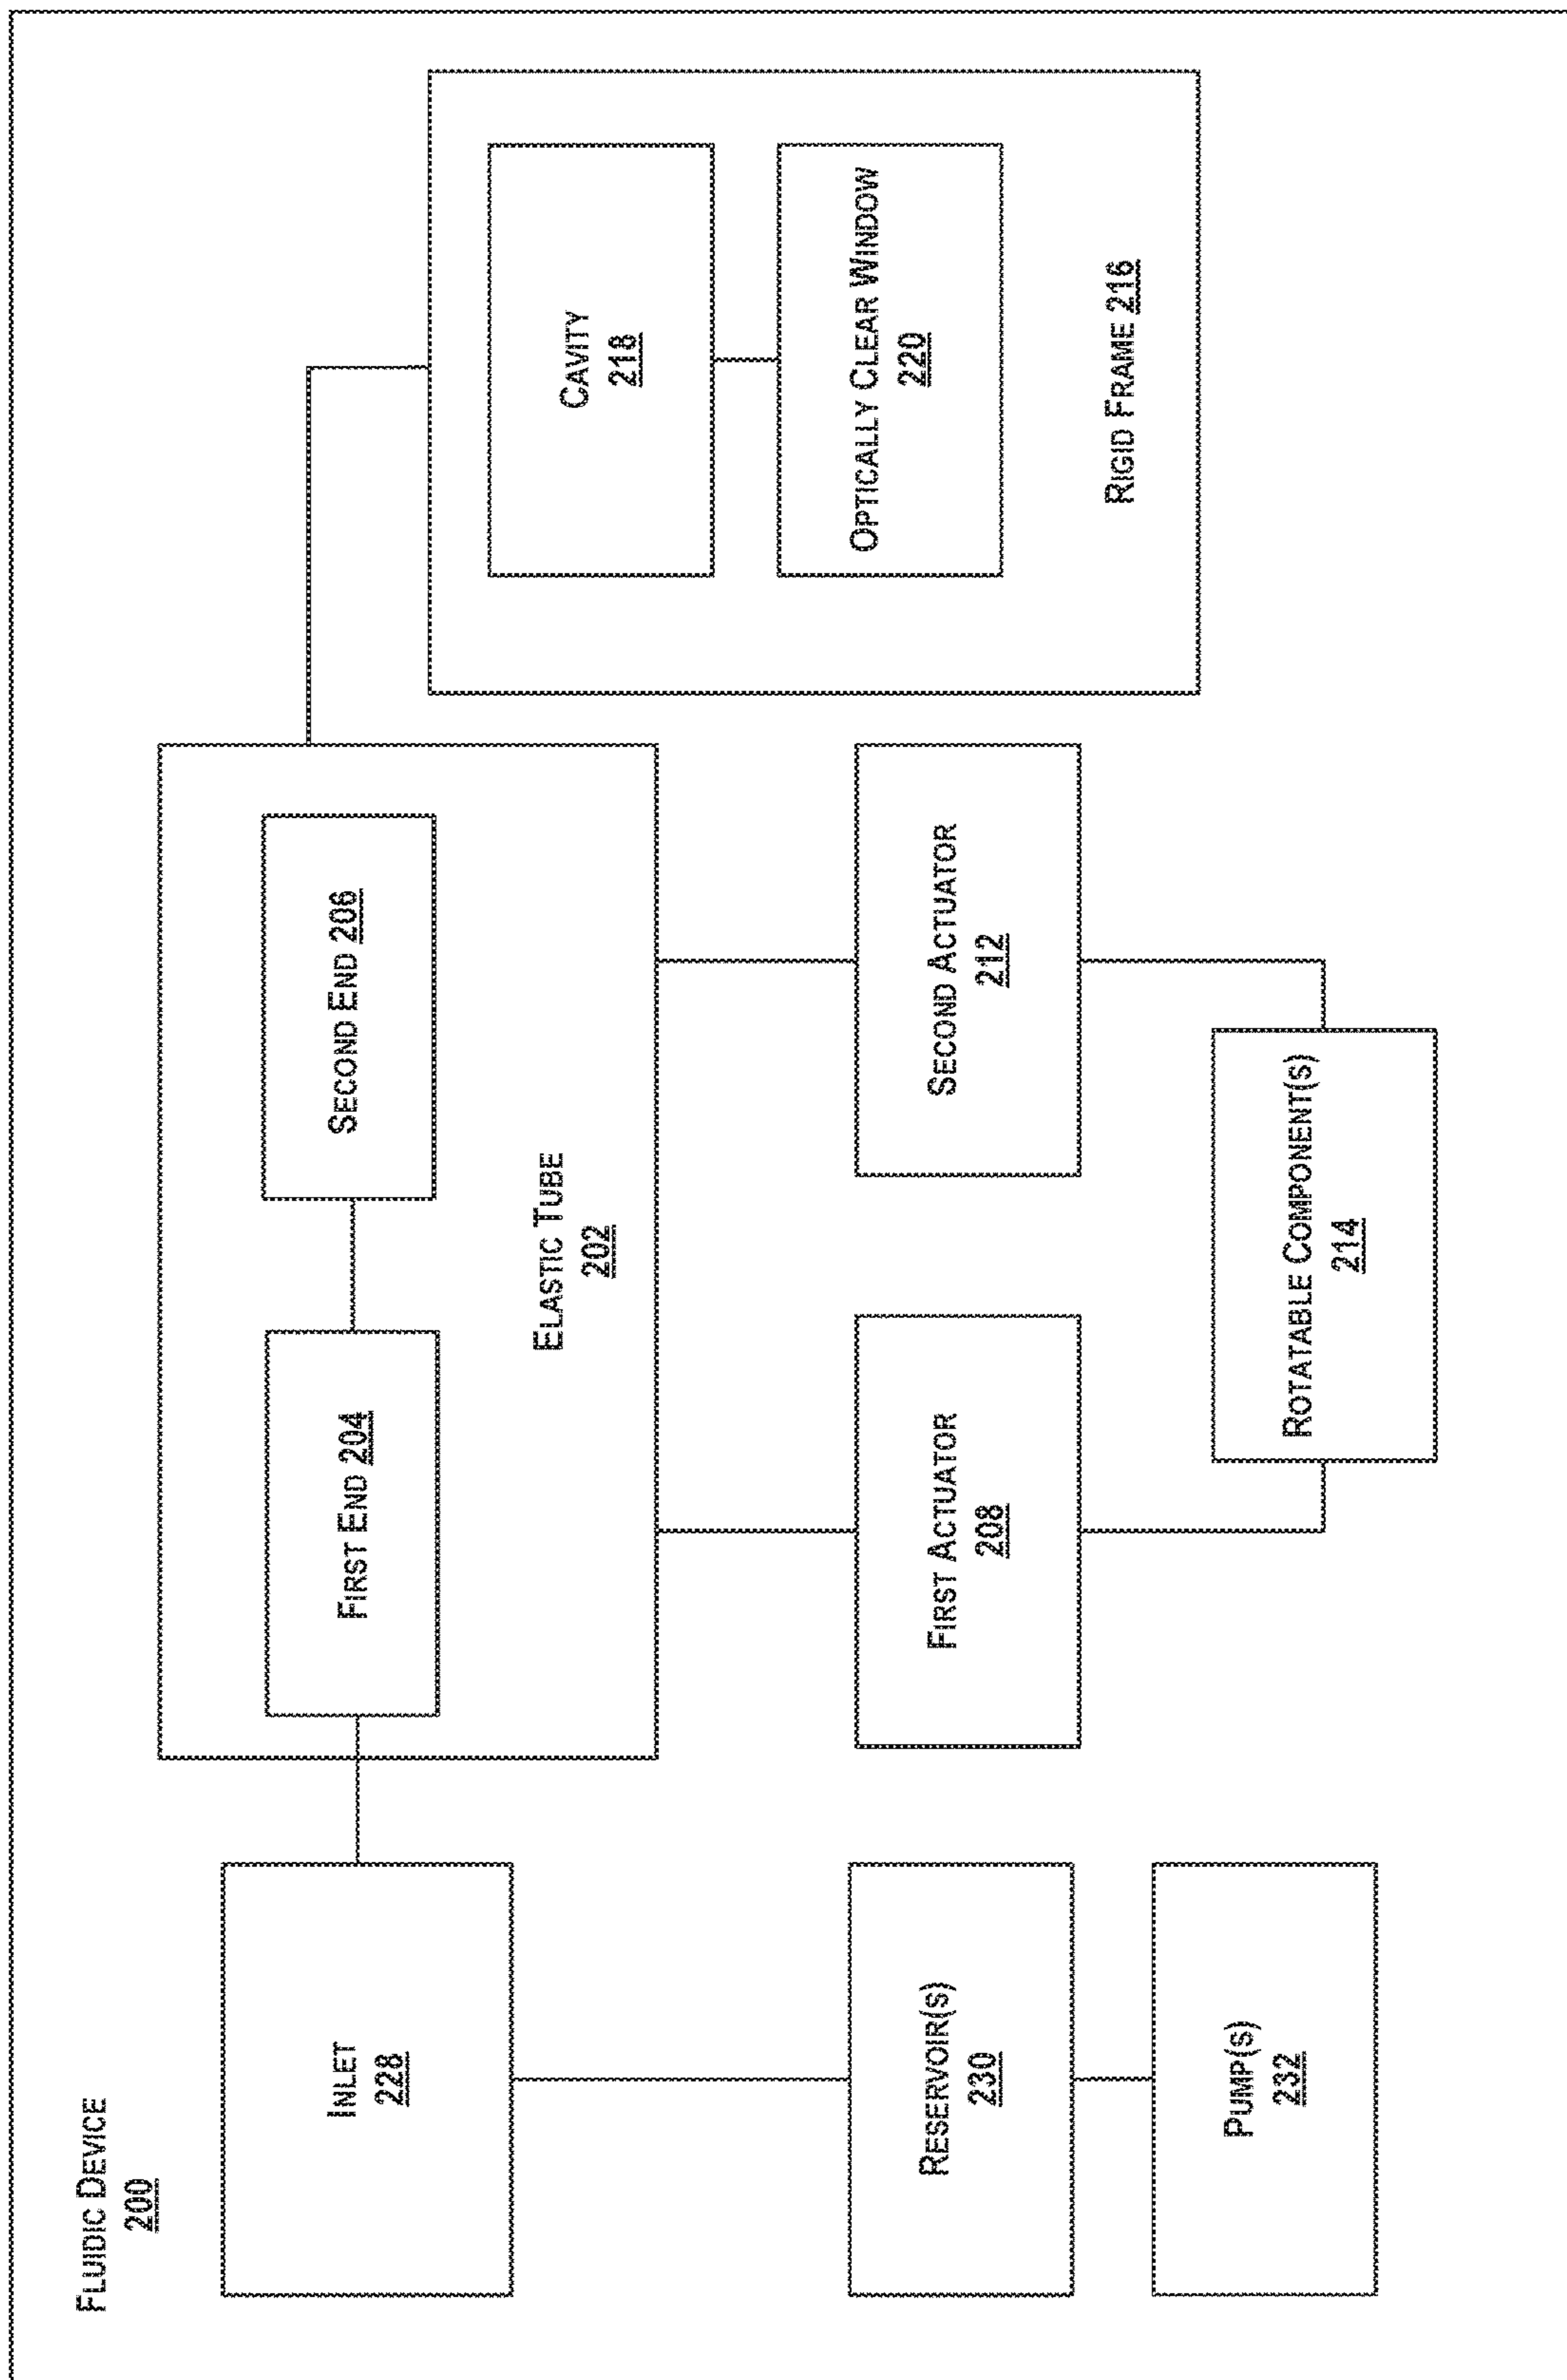 FLUIDIC DEVICE
200
INLET
228
RESERVOIR(S)
230
PUMP(S)
232
FIRST END 204
SECOND END 206
ELASTIC TUBE
202
FIRST ACTUATOR
208
SECOND ACTUATOR
212
ROTATABLE COMPONENT(S)
214
CAVITY
218
OPTICALLY CLEAR WINDOW
220
RIGID FRAME 216